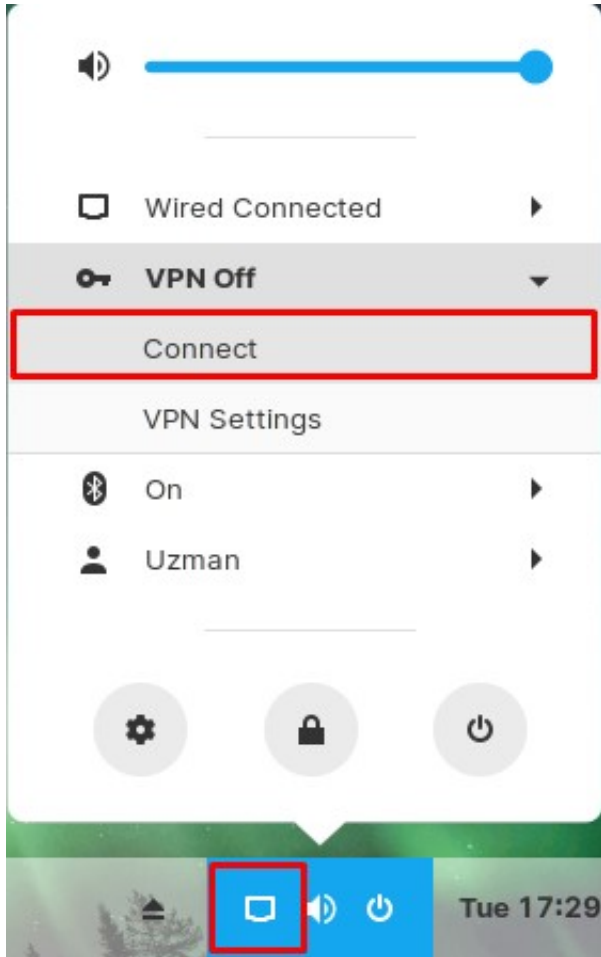 Wired Connected
VPN Off
Connect
VPN Settings
On
Uzman
Tue 17:29